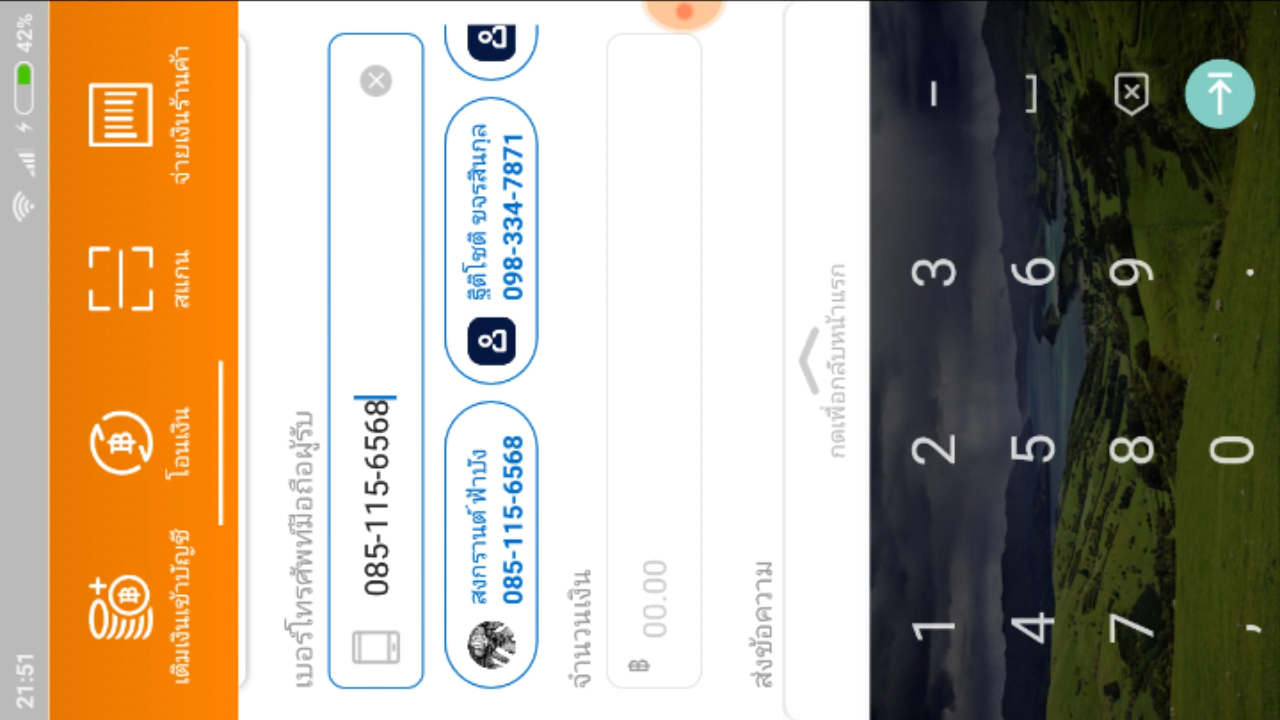 21:51
42%
เติมเงินเข้าบัญชี
โอนเงิน
สแกน
จ่ายเงินร้านค้า
เบอร์โทรศัพท์มือถือผู้รับ
085-115-6568
สงกรานต์ ฟ้าบัง
085-115-6568
ฐิติโชติ ขจรสินกุล
098-334-7871
จำนวนเงิน
฿ 00.00
ส่งข้อความ
กดเพื่อกลับหน้าแรก
1 2 3 –
4 5 6 ]
7 8 9
, 0 .